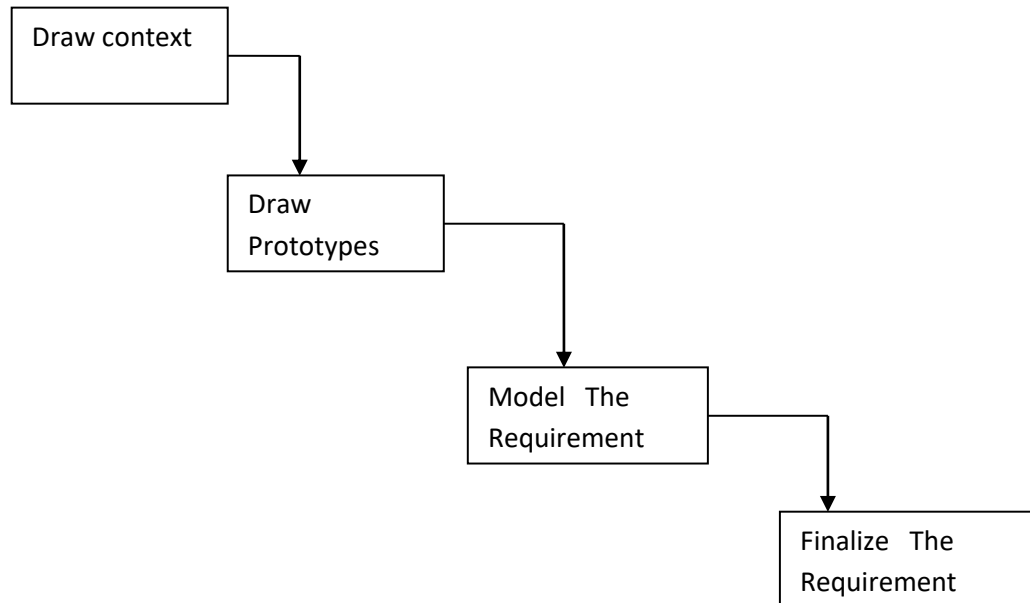 Draw context
Draw
Prototypes
Model The
Requirement
Finalize The
Requirement